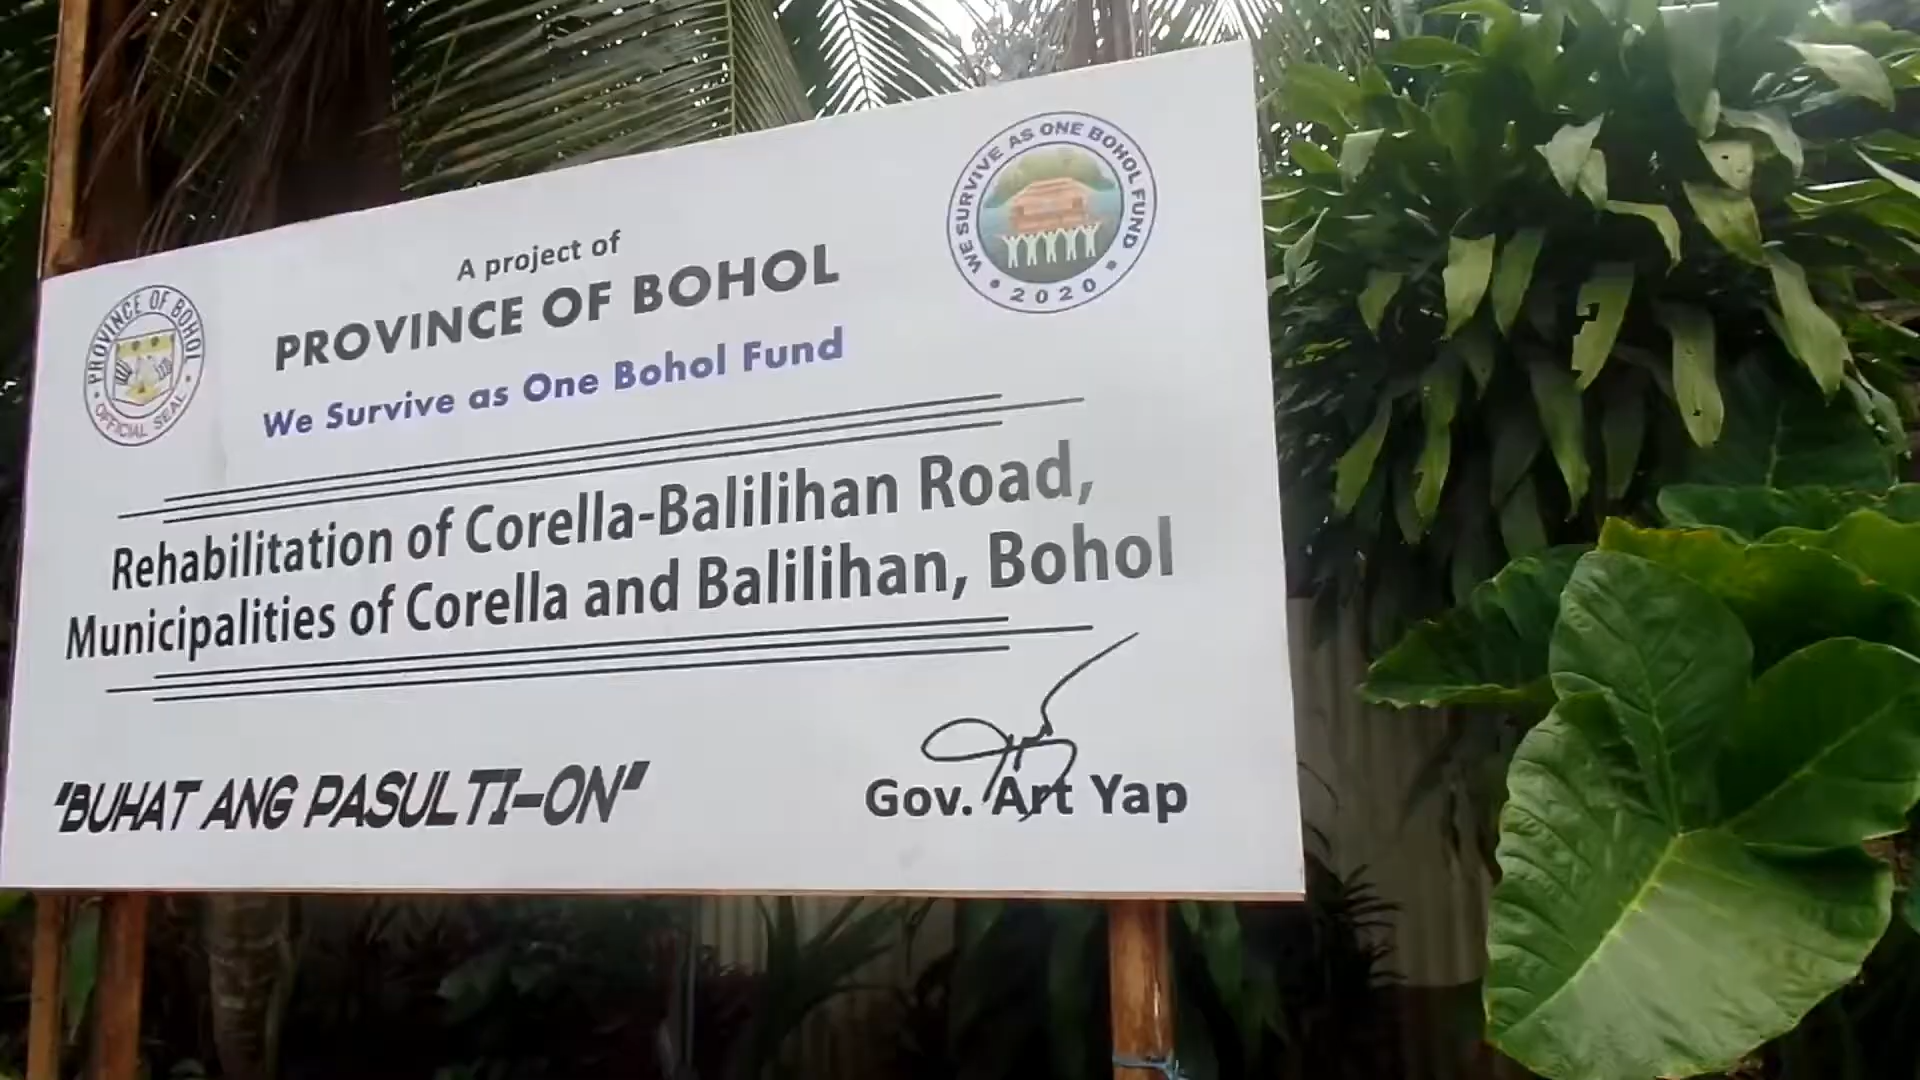 PROVINCE OF BOHOL
OFFICIAL SEAL
A project of
PROVINCE OF BOHOL
We Survive as One Bohol Fund
WE SURVIVE AS ONE BOHOL FUND
2020
Rehabilitation of Corella-Balilihan Road,
Municipalities of Corella and Balilihan, Bohol
"BUHAT ANG PASULTI-ON"
Gov. Art Yap